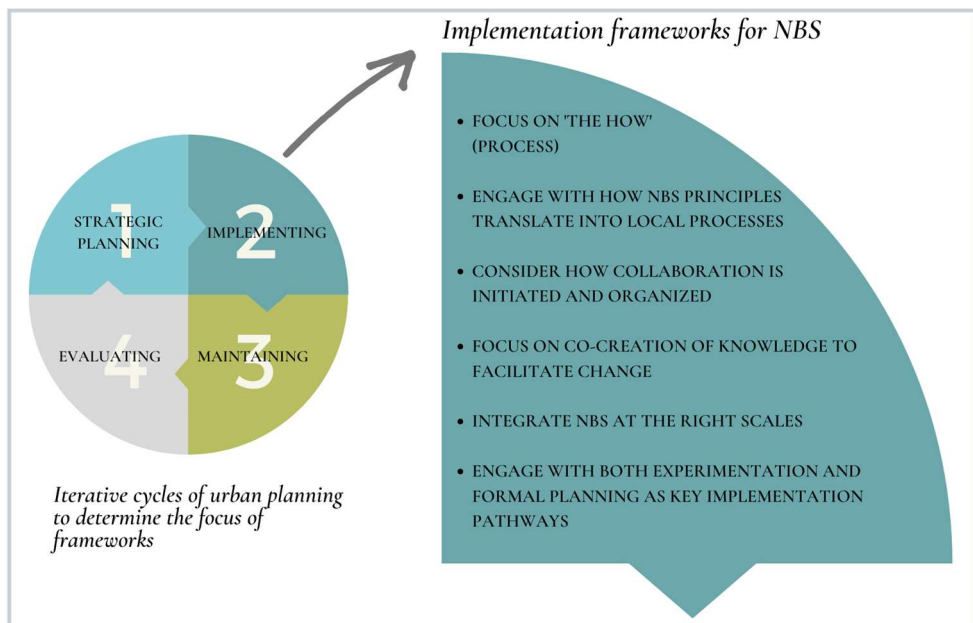 Implementation frameworks for NBS
1
STRATEGIC
PLANNING
2
IMPLEMENTING
4
EVALUATING
3
MAINTAINING
Iterative cycles of urban planning
to determine the focus of
frameworks
• FOCUS ON 'THE HOW'
(PROCESS)
• ENGAGE WITH HOW NBS PRINCIPLES
TRANSLATE INTO LOCAL PROCESSES
• CONSIDER HOW COLLABORATION IS
INITIATED AND ORGANIZED
• FOCUS ON CO-CREATION OF KNOWLEDGE TO
FACILITATE CHANGE
• INTEGRATE NBS AT THE RIGHT SCALES
• ENGAGE WITH BOTH EXPERIMENTATION AND
FORMAL PLANNING AS KEY IMPLEMENTATION
PATHWAYS